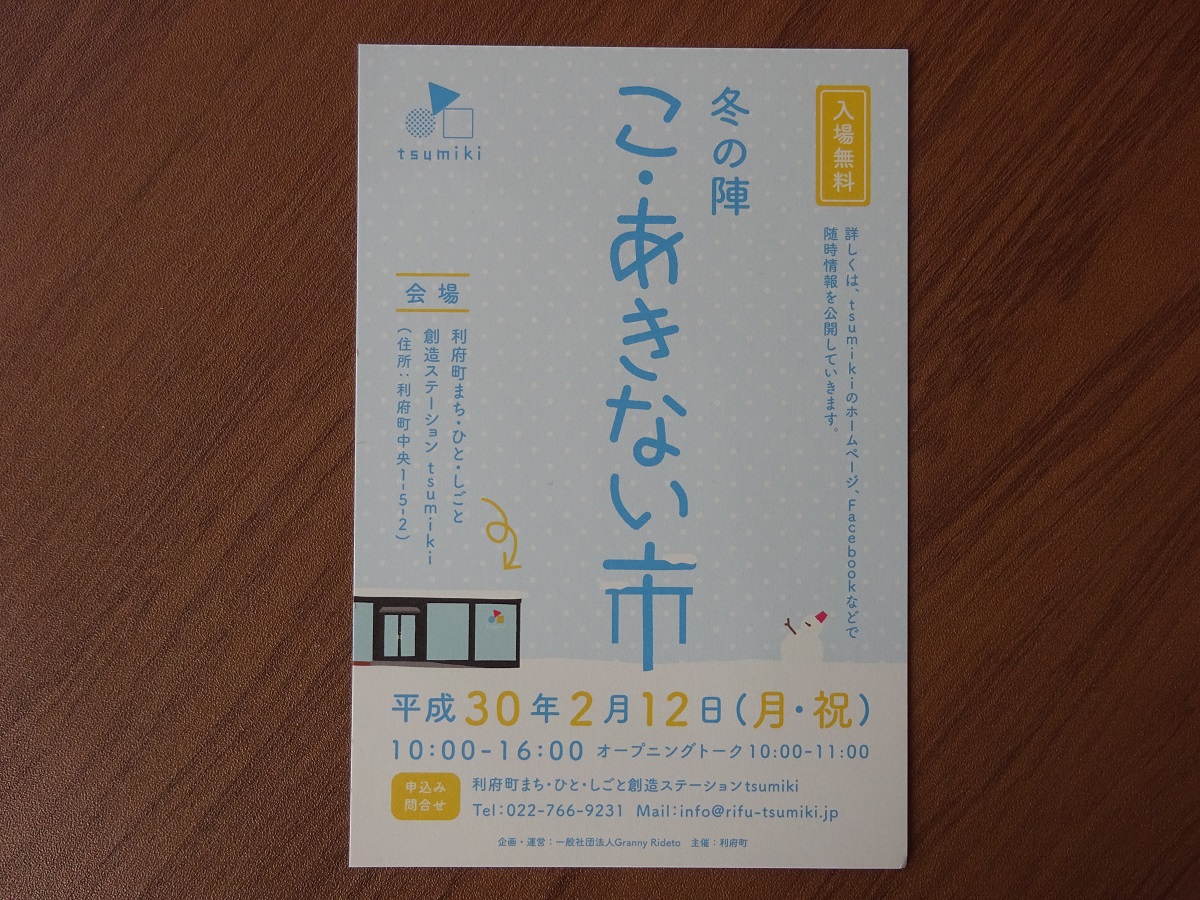 入場無料
詳しくは、tsumikiのホームページ、Facebookなどで
随時情報を公開していきます。
冬の陣
こ・あきない市
tsumiki
会場
利府町まち・ひと・しごと
創造ステーション tsumiki
(住所:利府町中央1-5-2)
平成30年2月12日(月・祝)
10:00-16:00 オープニングトーク10:00-11:00
申込み
問合せ
利府町まち・ひと・しごと創造ステーションtsumiki
Tel:022-766-9231 Mail:info@rifu-tsumiki.jp
企画・運営:一般社団法人Granny Rideto 主催:利府町